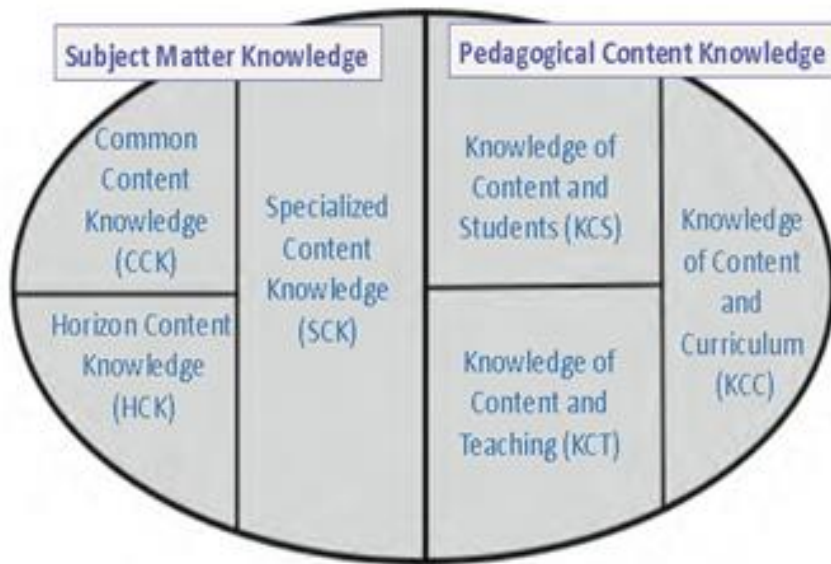 Subject Matter Knowledge
Pedagogical Content Knowledge
Common
Content
Knowledge
(CCK)
Horizon Content
Knowledge
(HCK)
Specialized
Content
Knowledge
(SCK)
Knowledge of
Content and
Students (KCS)
Knowledge of
Content and
Teaching (KCT)
Knowledge
of Content
and
Curriculum
(KCC)